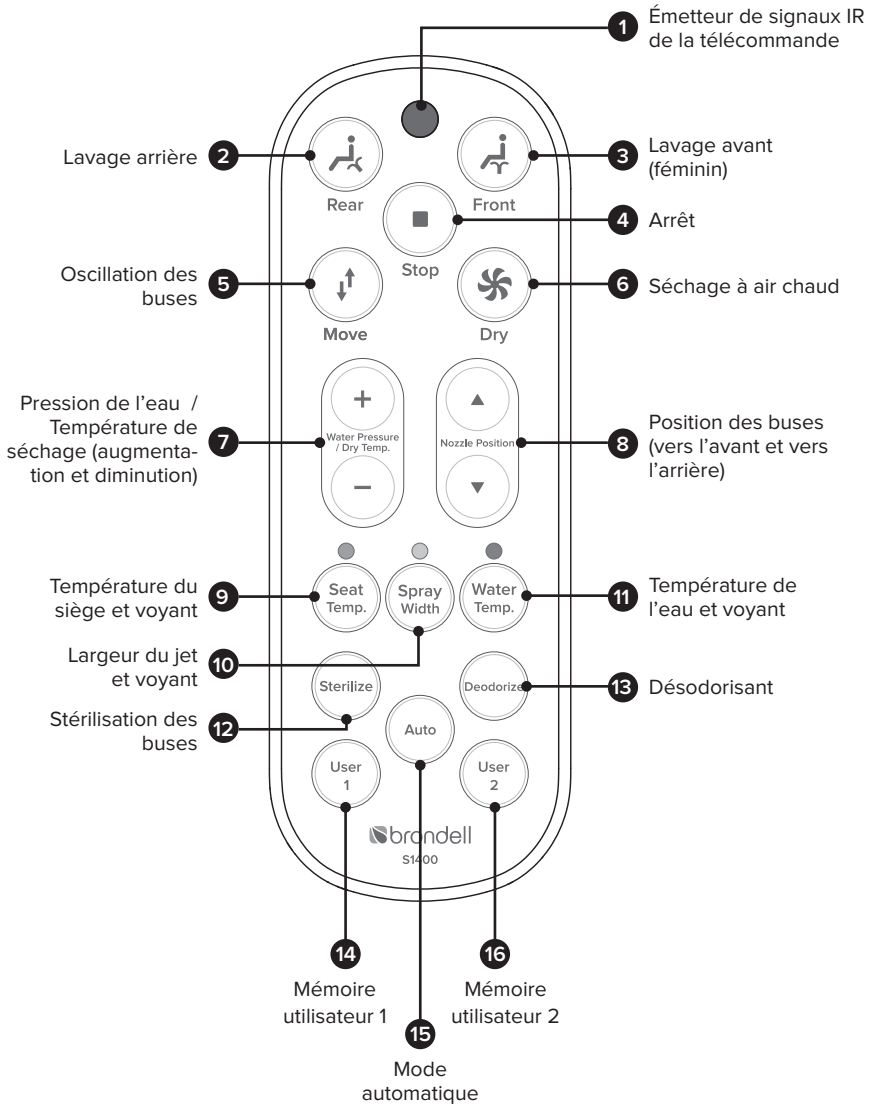 1
Émetteur de signaux IR
de la télécommande
Lavage arrière
2
Rear
3
Lavage avant
(féminin)
Front
4
Arrêt
Stop
Oscillation des
buses
5
Move
6
Séchage à air chaud
Dry
Pression de l'eau /
Température de
séchage (augmenta-
tion et diminution)
7
+
Water Pressure
/ Dry Temp.
−
▲
Nozzle Position
▼
8
Position des buses
(vers l'avant et vers
l'arrière)
Température du
siège et voyant
9
Seat
Temp.
Spray
Width
Water
Temp.
11
Température de
l'eau et voyant
Largeur du jet
et voyant
10
Sterilize
Deodorize
13
Désodorisant
Stérilisation des
buses
12
Auto
User
1
User
2
brondell
S1400
14
Mémoire
utilisateur 1
16
Mémoire
utilisateur 2
15
Mode
automatique